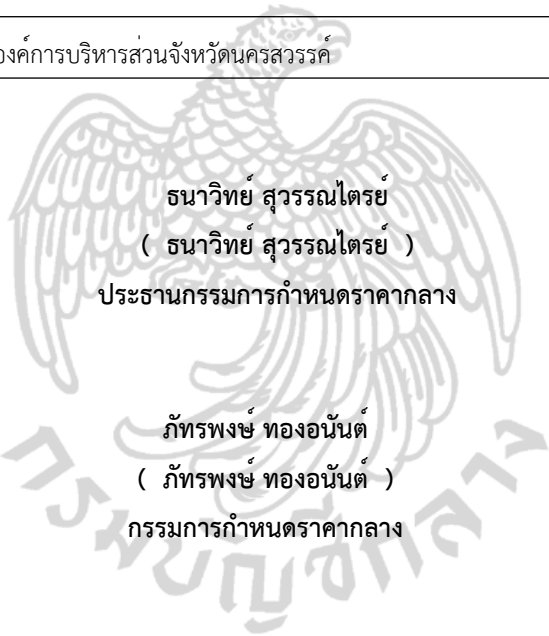 องค์การบริหารส่วนจังหวัดนครสวรรค์
ธนาวิทย์ สุวรรณไตรย์
( ธนาวิทย์ สุวรรณไตรย์ )
ประธานกรรมการกำหนดราคากลาง
ภัทรพงษ์ ทองอนันต์
( ภัทรพงษ์ ทองอนันต์ )
กรรมการกำหนดราคากลาง
กรมบัญชีกลาง